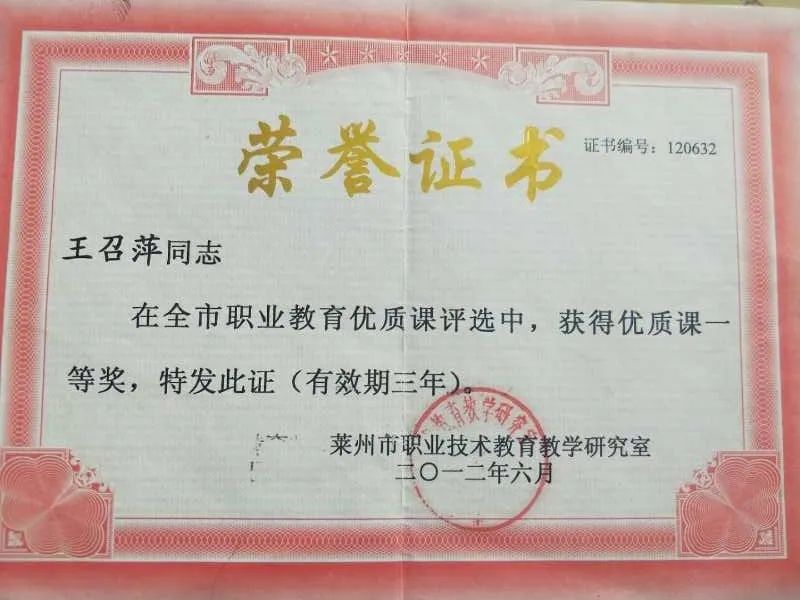 荣誉证书
证书编号：120632
王召萍同志
在全市职业教育优质课评选中，获得优质课一
等奖，特发此证（有效期三年）。
莱州市职业技术教育教学研究室
二〇一二年六月